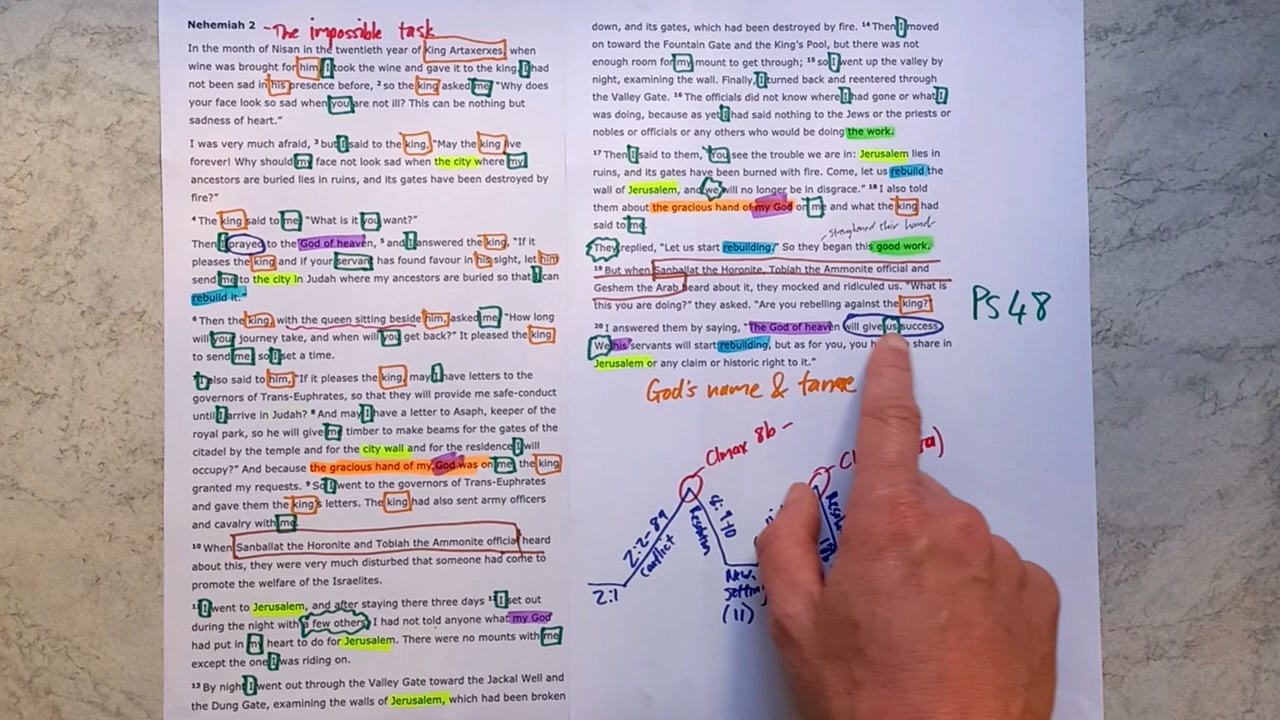 Nehemiah 2 - The impossible task
In the month of Nisan in the twentieth year of King Artaxerxes, when
wine was brought for him, I took the wine and gave it to the king. I had
not been sad in his presence before, ² so the king asked me, "Why does
your face look so sad when you are not ill? This can be nothing but
sadness of heart."
I was very much afraid, ³ but I said to the king, "May the king live
forever! Why should my face not look sad when the city where my
ancestors are buried lies in ruins, and its gates have been destroyed by
fire?"
⁴ The king said to me, "What is it you want?"
Then I prayed to the God of heaven, ⁵ and I answered the king, "If it
pleases the king and if your servant has found favour in his sight, let him
send me to the city in Judah where my ancestors are buried so that I can
rebuild it."
⁶ Then the king, with the queen sitting beside him, asked me, "How long
will your journey take, and when will you get back?" It pleased the king
to send me; so I set a time.
⁷ I also said to him, "If it pleases the king, may I have letters to the
governors of Trans-Euphrates, so that they will provide me safe-conduct
until I arrive in Judah? ⁸ And may I have a letter to Asaph, keeper of the
royal park, so he will give me timber to make beams for the gates of the
citadel by the temple and for the city wall and for the residence I will
occupy?" And because the gracious hand of my God was on me, the king
granted my requests. ⁹ So I went to the governors of Trans-Euphrates
and gave them the king's letters. The king had also sent army officers
and cavalry with me.
¹⁰ When Sanballat the Horonite and Tobiah the Ammonite official heard
about this, they were very much disturbed that someone had come to
promote the welfare of the Israelites.
¹¹ I went to Jerusalem, and after staying there three days ¹² I set out
during the night with a few others. I had not told anyone what my God
had put in my heart to do for Jerusalem. There were no mounts with me
except the one I was riding on.
¹³ By night I went out through the Valley Gate toward the Jackal Well and
the Dung Gate, examining the walls of Jerusalem, which had been broken
down, and its gates, which had been destroyed by fire. ¹⁴ Then I moved
on toward the Fountain Gate and the King's Pool, but there was not
enough room for my mount to get through; ¹⁵ so I went up the valley by
night, examining the wall. Finally, I turned back and reentered through
the Valley Gate. ¹⁶ The officials did not know where I had gone or what I
was doing, because as yet I had said nothing to the Jews or the priests or
nobles or officials or any others who would be doing the work.
¹⁷ Then I said to them, "You see the trouble we are in: Jerusalem lies in
ruins, and its gates have been burned with fire. Come, let us rebuild the
wall of Jerusalem, and we will no longer be in disgrace." ¹⁸ I also told
them about the gracious hand of my God on me and what the king had
said to me.
They replied, "Let us start rebuilding." So they began this good work.
¹⁹ But when Sanballat the Horonite, Tobiah the Ammonite official and
Geshem the Arab heard about it, they mocked and ridiculed us. "What is
this you are doing?" they asked. "Are you rebelling against the king?"
²⁰ I answered them by saying, "The God of heaven will give us success.
We his servants will start rebuilding, but as for you, you share in
Jerusalem or any claim or historic right to it."
Ps 48
God's name &
Climax 8b -
2:2-8a
Conflict
2:1
8:9-10
New
Setting
(11)